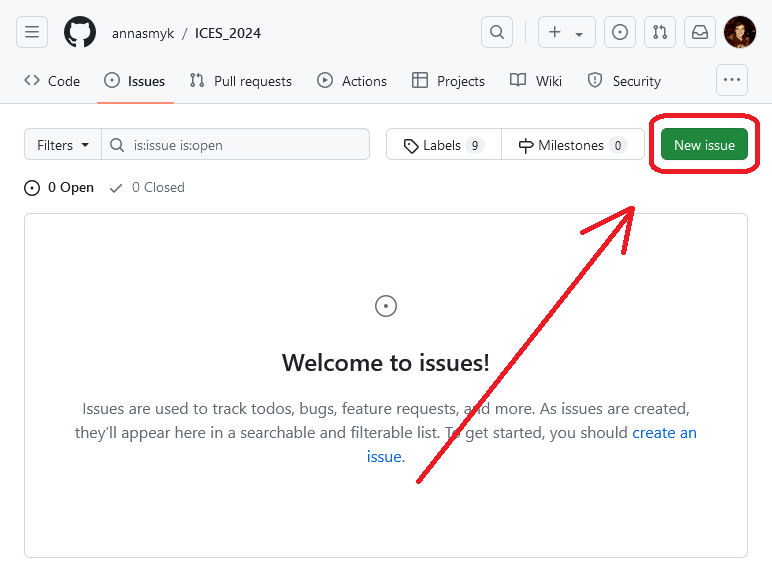 annasmyk / ICES_2024
Code Issues Pull requests Actions Projects Wiki Security
Filters is:issue is:open Labels 9 Milestones 0 New issue
0 Open 0 Closed
Welcome to issues!
Issues are used to track todos, bugs, feature requests, and more. As issues are created,
they’ll appear here in a searchable and filterable list. To get started, you should create an
issue.